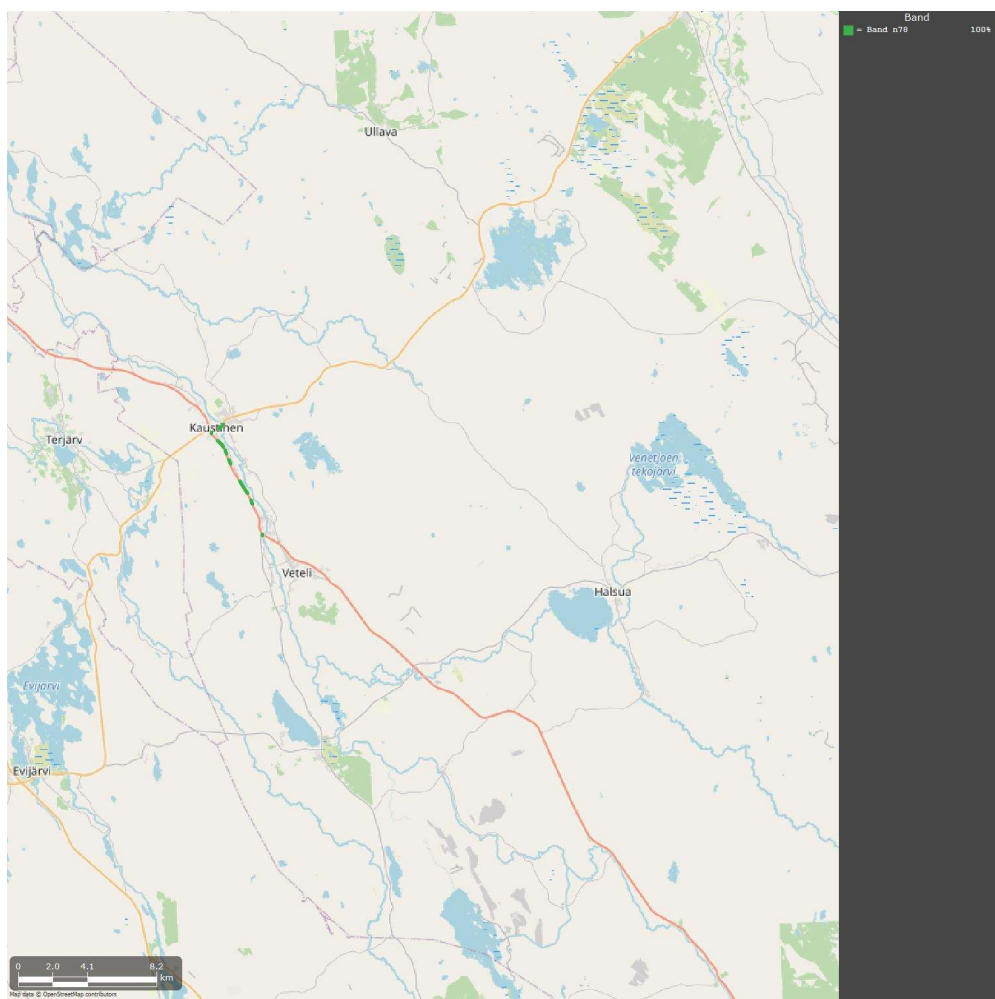 Band
= Band n78 100%
Ullava
Kaustinen
Terjärv
Venetjoen
tekojärvi
Veteli
Halsua
Evijärvi
Evijärvi
0 2.0 4.1 8.2
km
Map data © OpenStreetMap contributors